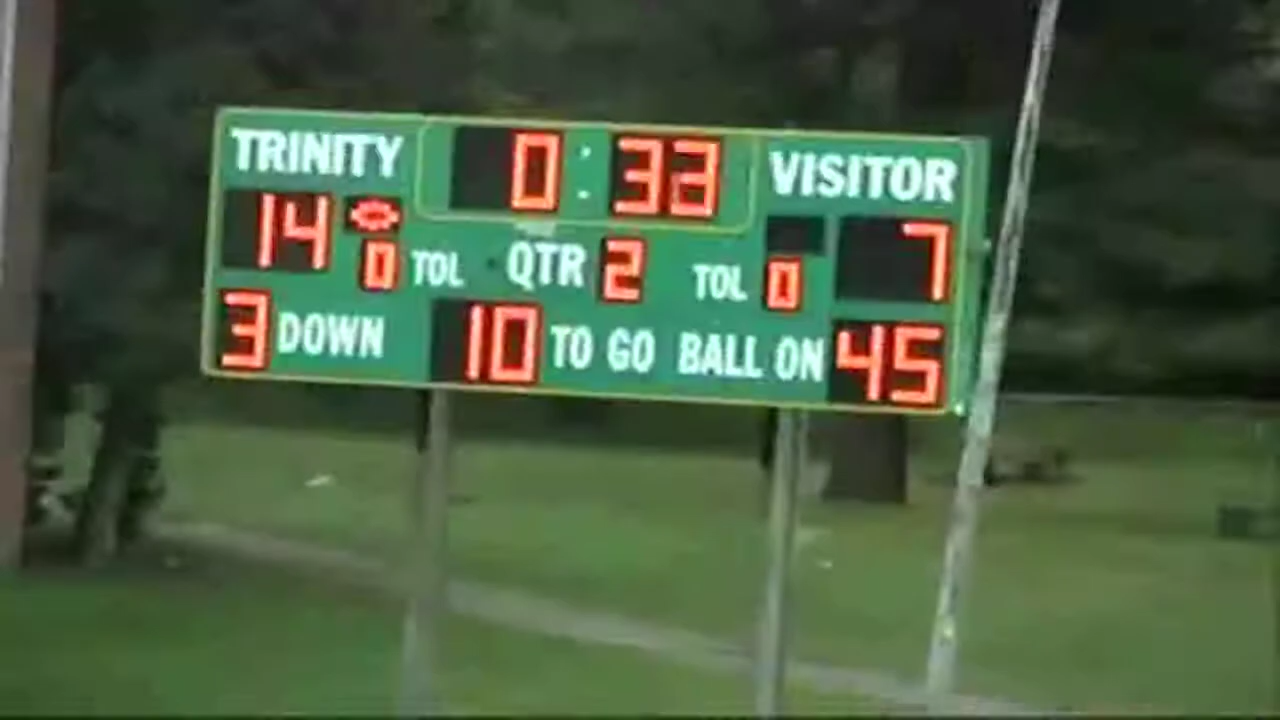 TRINITY 0:33 VISITOR
14 0 TOL QTR 2 TOL 0 7
3 DOWN 10 TO GO BALL ON 45